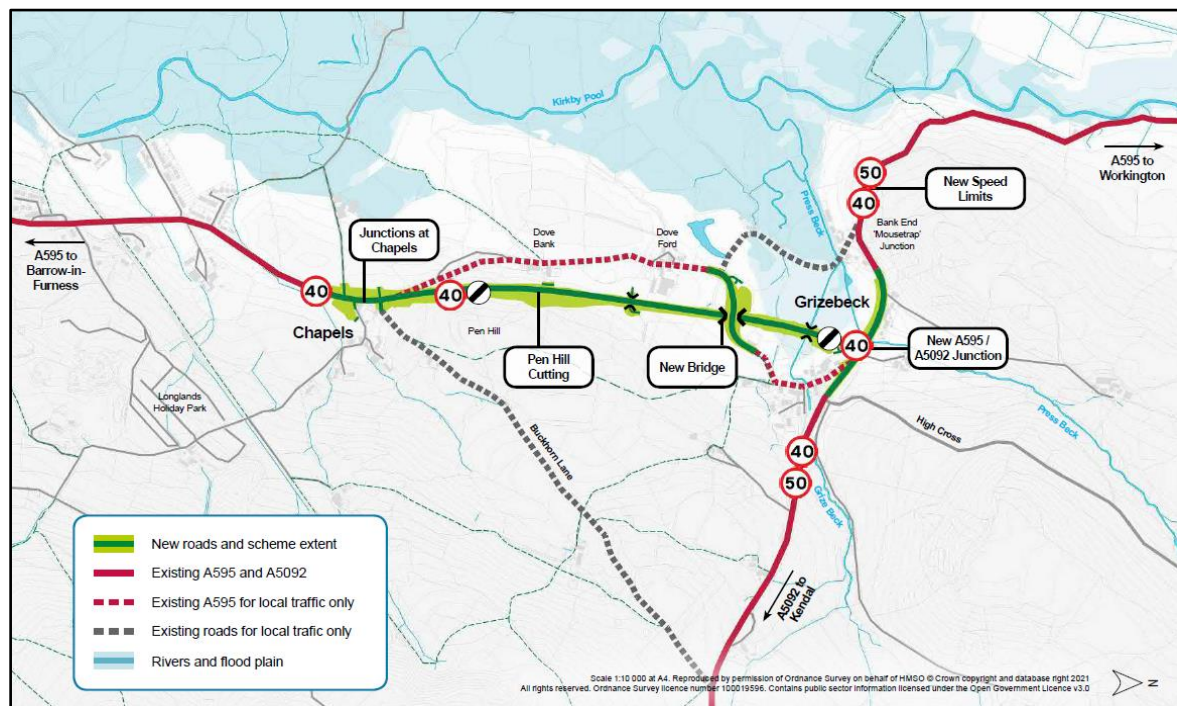 Kirkby Pool
A595 to
Workington
50
New Speed
Limits
40
Bank End
'Mousetrap'
Junction
Press Beck
Junctions at
Chapels
Dove
Bank
Dove
Ford
A595 to
Barrow-in-
Furness
40
40
Chapels
Pen Hill
Pen Hill
Cutting
New Bridge
Grizebeck
40
New A595 /
A5092 Junction
Longlands
Holiday Park
Buckhorn Lane
High Cross
Press Beck
40
50
Grize Beck
A5092 to
Kendal
New roads and scheme extent
Existing A595 and A5092
Existing A595 for local traffic only
Existing roads for local trafic only
Rivers and flood plain
Scale 1:10 000 at A4. Reproduced by permission of Ordnance Survey on behalf of HMSO © Crown copyright and database right 2021
All rights reserved. Ordnance Survey licence number 100019596. Contains public sector information licensed under the Open Government Licence v3.0
N